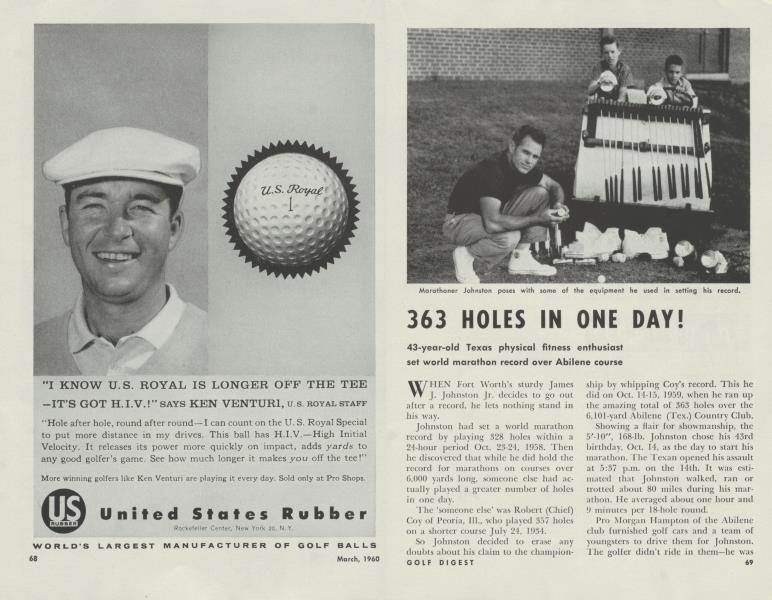 U.S. Royal
1
"I KNOW U.S. ROYAL IS LONGER OFF THE TEE
—IT'S GOT H.I.V.!" SAYS KEN VENTURI, U.S. ROYAL STAFF
"Hole after hole, round after round—I can count on the U.S. Royal Special
to put more distance in my drives. This ball has H.I.V.—High Initial
Velocity. It releases its power more quickly on impact, adds yards to
any good golfer's game. See how much longer it makes you off the tee!"
More winning golfers like Ken Venturi are playing it every day. Sold only at Pro Shops.
US
RUBBER
United States Rubber
Rockefeller Center, New York 20, N. Y.
WORLD'S LARGEST MANUFACTURER OF GOLF BALLS
68
March, 1960
Marathoner Johnston poses with some of the equipment he used in setting his record.
363 HOLES IN ONE DAY!
43-year-old Texas physical fitness enthusiast
set world marathon record over Abilene course
WHEN Fort Worth's sturdy James
J. Johnston Jr. decides to go out
after a record, he lets nothing stand
in his way.
Johnston had set a world marathon
record by playing 328 holes within a
24-hour period Oct. 23-24, 1958. Then
he discovered that while he did hold the
record for marathons on courses over
6,000 yards long, someone else had ac-
tually played a greater number of holes
in one day.
The 'someone else' was Robert (Chief)
Coy of Peoria, Ill., who played 357 holes
on a shorter course July 24, 1954.
So Johnston decided to erase any
doubts about his claim to the champion-
ship by whipping Coy's record. This he
did on Oct. 14-15, 1959, when he ran up
the amazing total of 363 holes over the
6,101-yard Abilene (Tex.) Country Club.
Showing a flair for showmanship, the
5'-10", 168-lb. Johnston chose his 43rd
birthday, Oct. 14, as the day to start his
marathon. The Texan opened his assault
at 5:37 p.m. on the 14th. It was esti-
mated that Johnston walked, ran or
trotted about 80 miles during his mar-
athon. He averaged about one hour and
9 minutes per 18-hole round.
Pro Morgan Hampton of the Abilene
club furnished golf cars and a team of
youngsters to drive them for Johnston.
The golfer didn't ride in them—he was
GOLF DIGEST
69